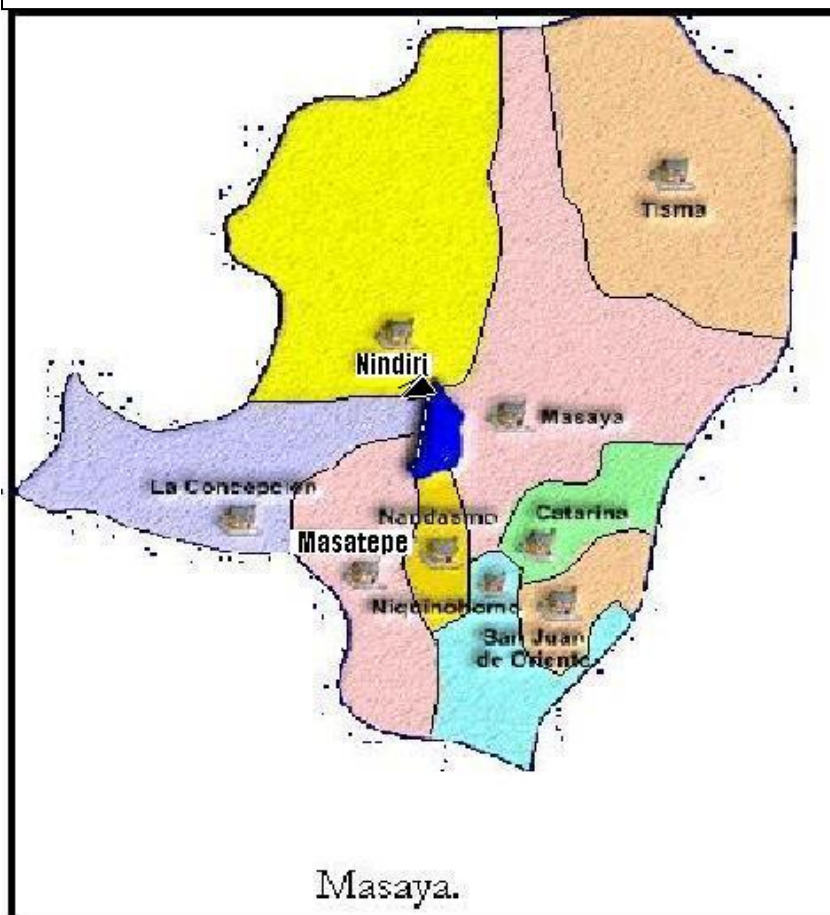 Tisma
Nindiri
Masaya
La Concepcion
Nandasmo
Catarina
Masatepe
Niquinohomo
San Juan
de Oriente
Masaya.